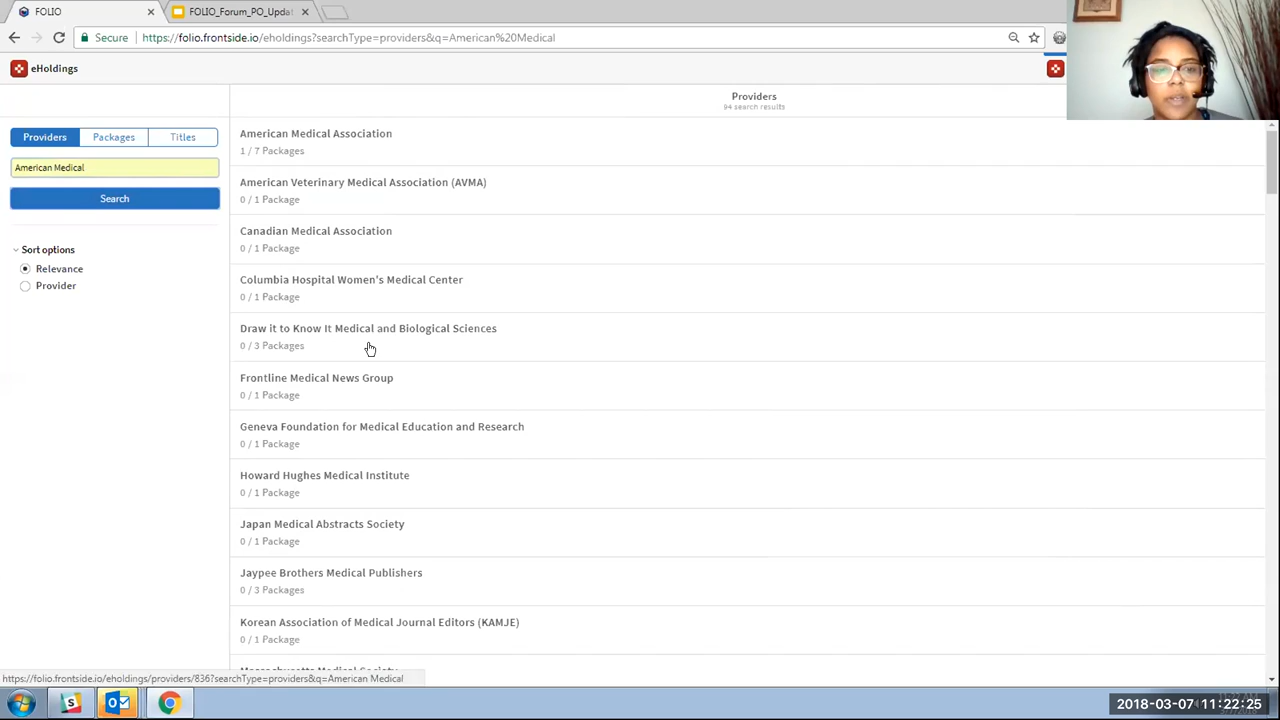 FOLIO
FOLIO_Forum_PO_Updat
Secure
https://folio.frontside.io/eholdings?searchType=providers&q=American%20Medical
eHoldings
Providers
94 search results
Providers
Packages
Titles
American Medical
Search
Sort options
Relevance
Provider
American Medical Association
1 / 7 Packages
American Veterinary Medical Association (AVMA)
0 / 1 Package
Canadian Medical Association
0 / 1 Package
Columbia Hospital Women's Medical Center
0 / 1 Package
Draw it to Know It Medical and Biological Sciences
0 / 3 Packages
Frontline Medical News Group
0 / 1 Package
Geneva Foundation for Medical Education and Research
0 / 1 Package
Howard Hughes Medical Institute
0 / 1 Package
Japan Medical Abstracts Society
0 / 1 Package
Jaypee Brothers Medical Publishers
0 / 3 Packages
Korean Association of Medical Journal Editors (KAMJE)
0 / 1 Package
Massachusetts Medical Society
https://folio.frontside.io/eholdings/providers/836?searchType=providers&q=American Medical
2018-03-07 11:22:25